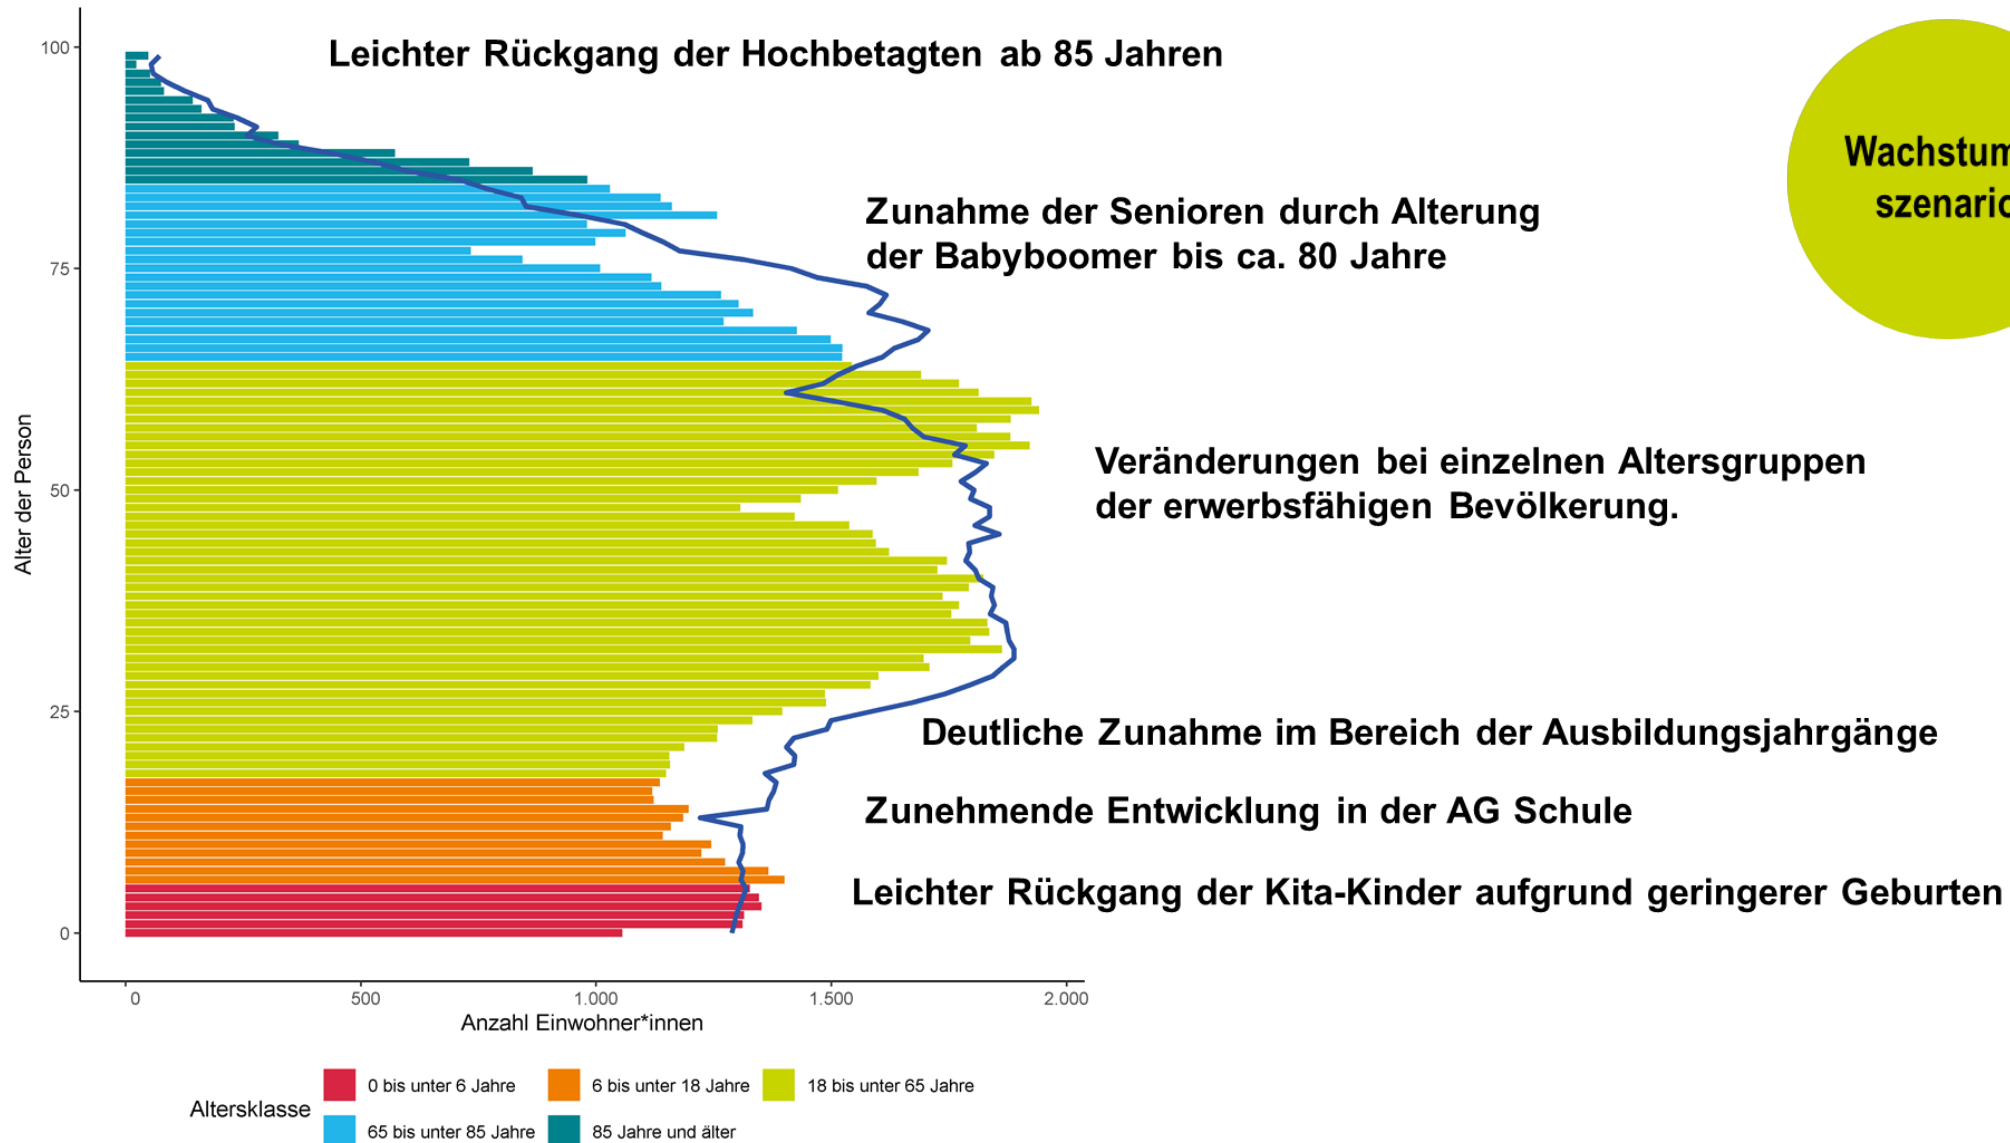 Leichter Rückgang der Hochbetagten ab 85 Jahren
Wachstum
szenario
Zunahme der Senioren durch Alterung
der Babyboomer bis ca. 80 Jahre
Veränderungen bei einzelnen Altersgruppen
der erwerbsfähigen Bevölkerung.
Deutliche Zunahme im Bereich der Ausbildungsjahrgänge
Zunehmende Entwicklung in der AG Schule
Leichter Rückgang der Kita-Kinder aufgrund geringerer Geburten
Alter der Person
100
75
50
25
0
0 500 1.000 1.500 2.000
Anzahl Einwohner*innen
Altersklasse
0 bis unter 6 Jahre 6 bis unter 18 Jahre 18 bis unter 65 Jahre
65 bis unter 85 Jahre 85 Jahre und älter